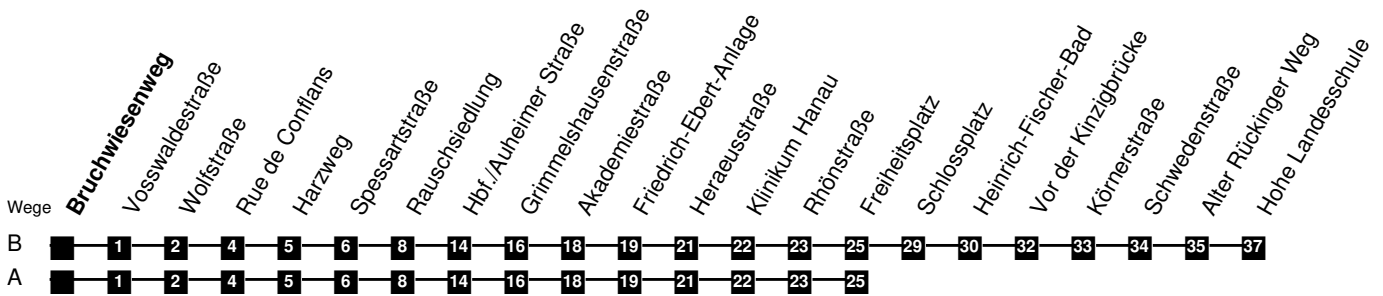 Bruchwiesenweg
Vosswaldestraße
Wolfstraße
Rue de Conflans
Harzweg
Spessartstraße
Rauschsiedlung
Hbf./Auheimer Straße
Grimmelshausenstraße
Akademiestraße
Friedrich-Ebert-Anlage
Heraeusstraße
Klinikum Hanau
Rhönstraße
Freiheitsplatz
Schlossplatz
Heinrich-Fischer-Bad
Vor der Kinzigbrücke
Körnerstraße
Schwedenstraße
Alter Rückinger Weg
Hohe Landesschule
Wege
B 1 2 4 5 6 8 14 16 18 19 21 22 23 25 29 30 32 33 34 35 37
A 1 2 4 5 6 8 14 16 18 19 21 22 23 25